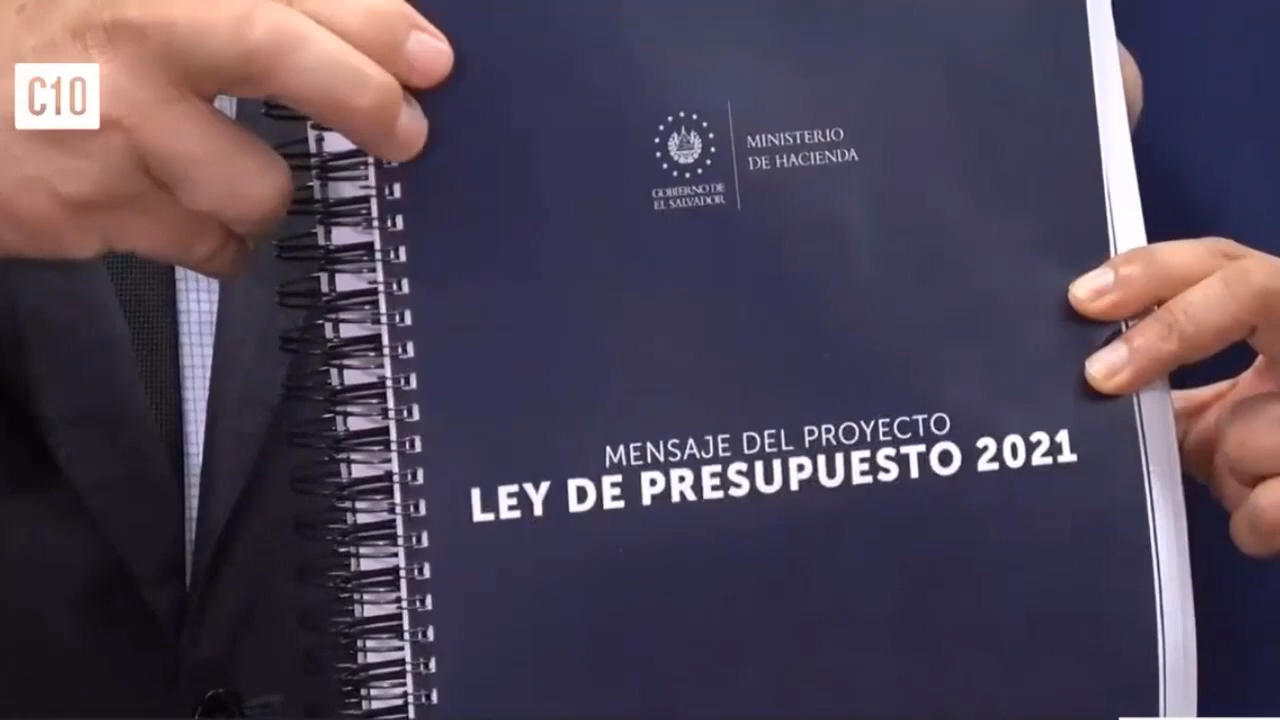 C10
MINISTERIO
DE HACIENDA
GOBIERNO DE
EL SALVADOR
MENSAJE DEL PROYECTO
LEY DE PRESUPUESTO 2021